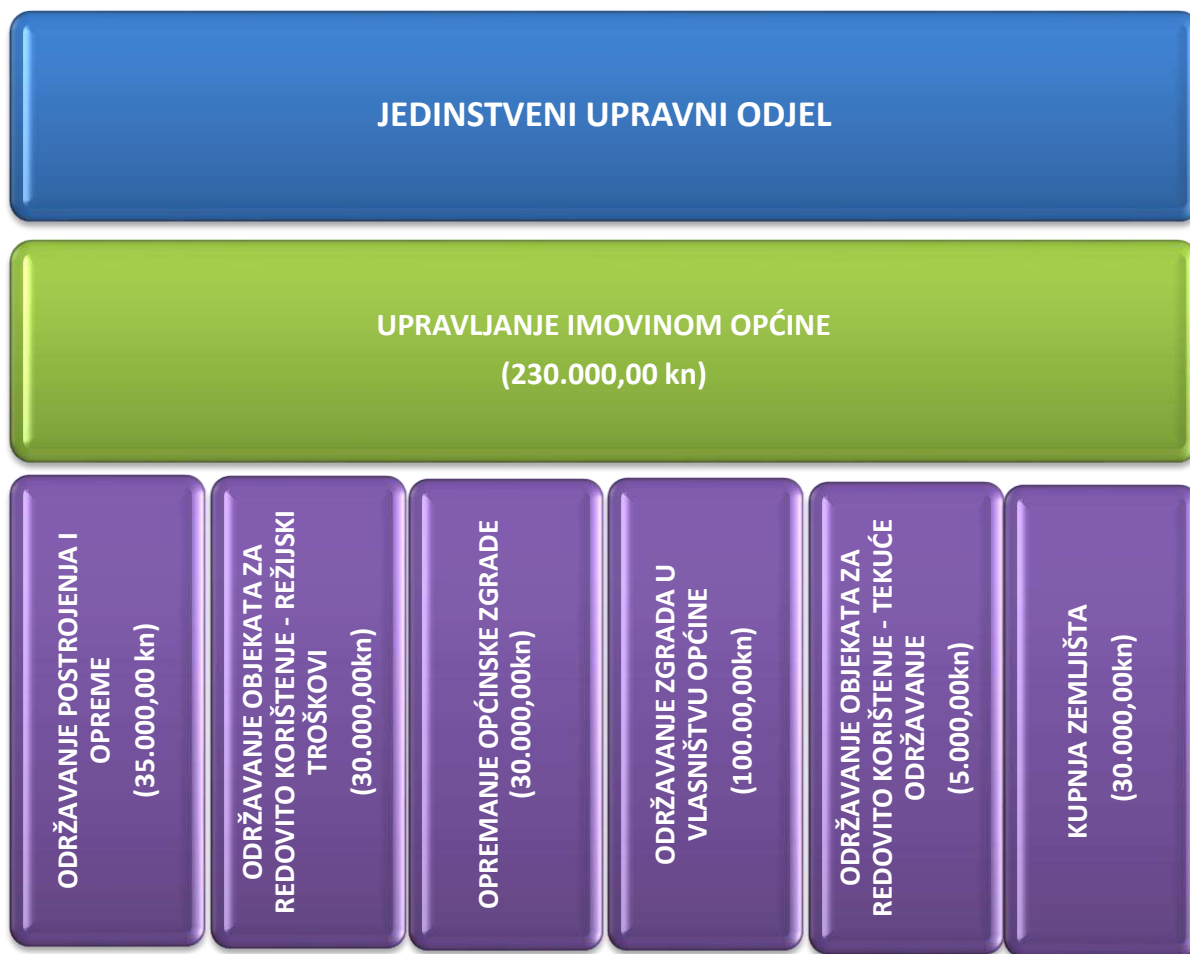 JEDINSTVENI UPRAVNI ODJEL
UPRAVLJANJE IMOVINOM OPĆINE
(230.000,00 kn)
ODRŽAVANJE POSTROJENJA I
OPREME
(35.000,00 kn)
ODRŽAVANJE OBJEKATA ZA
REDOVITO KORIŠTENJE - REŽIJSKI
TROŠKOVI
(30.000,00kn)
OPREMANJE OPĆINSKE ZGRADE
(30.000,00kn)
ODRŽAVANJE ZGRADA U
VLASNIŠTVU OPĆINE
(100.00,00kn)
ODRŽAVANJE OBJEKATA ZA
REDOVITO KORIŠTENJE - TEKUĆE
ODRŽAVANJE
(5.000,00kn)
KUPNJA ZEMLJIŠTA
(30.000,00kn)